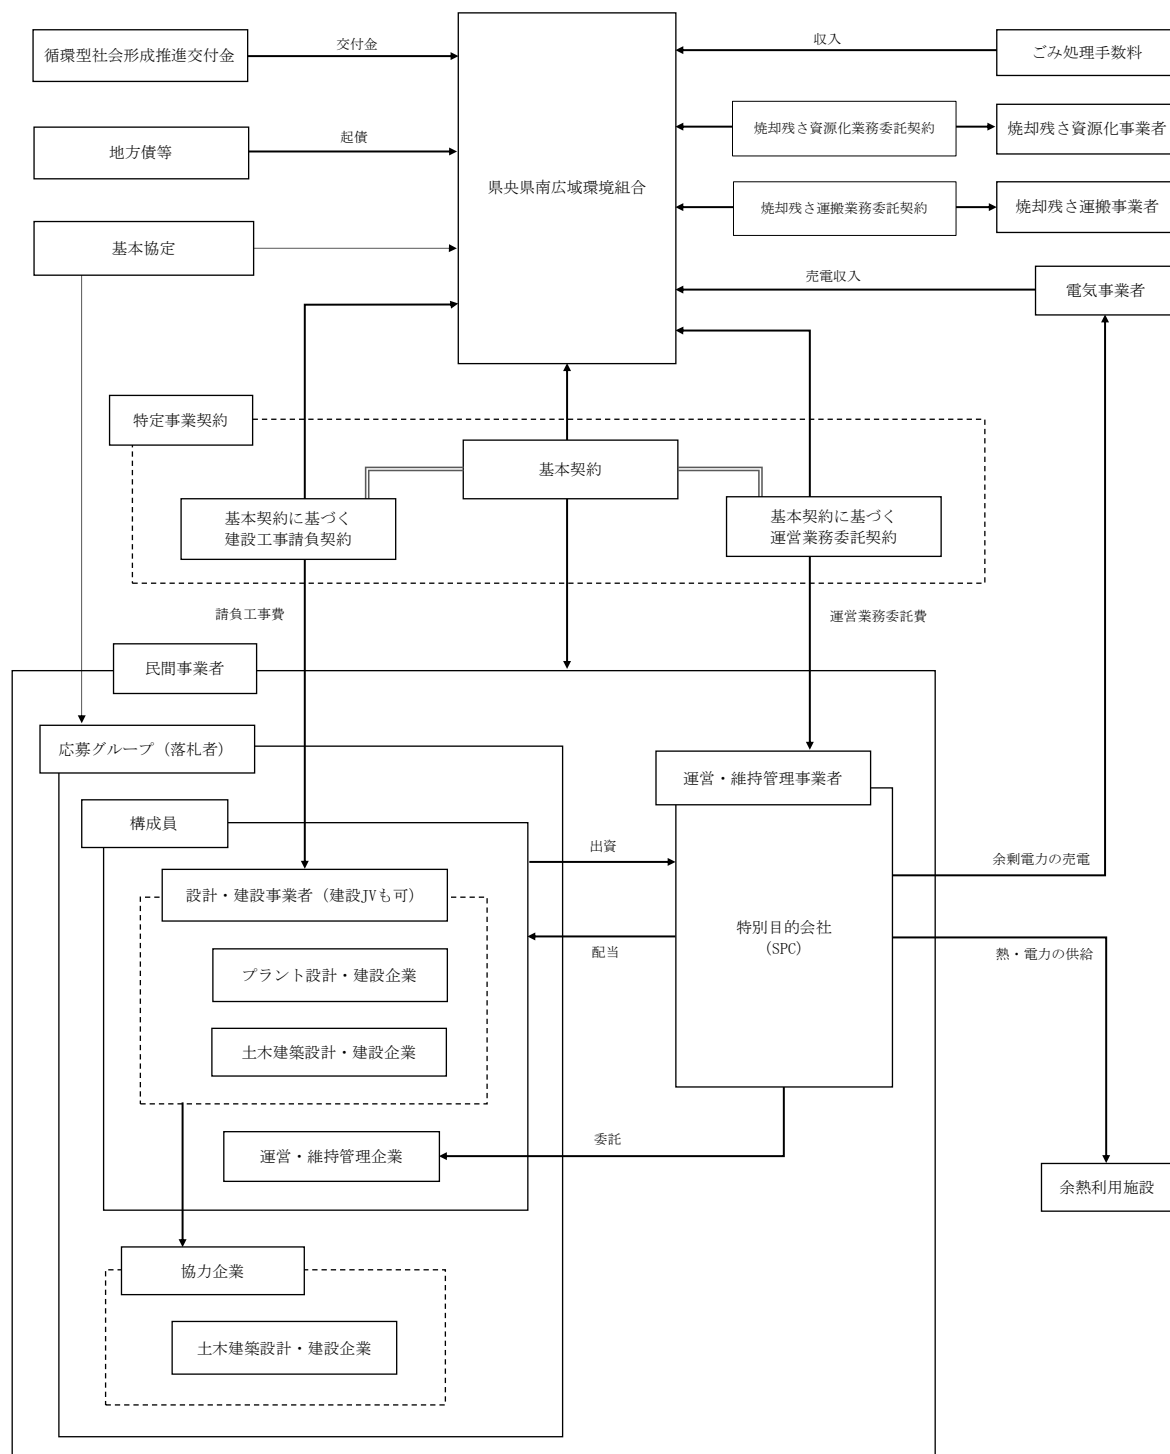 循環型社会形成推進交付金
交付金
収入
ごみ処理手数料
地方債等
起債
県央県南広域環境組合
焼却残さ資源化業務委託契約
焼却残さ資源化事業者
焼却残さ運搬業務委託契約
焼却残さ運搬事業者
基本協定
売電収入
電気事業者
特定事業契約
基本契約
基本契約に基づく
建設工事請負契約
基本契約に基づく
運営業務委託契約
請負工事費
運営業務委託費
民間事業者
応募グループ（落札者）
運営・維持管理事業者
構成員
出資
余剰電力の売電
設計・建設事業者（建設JVも可）
特別目的会社
(SPC)
配当
熱・電力の供給
プラント設計・建設企業
土木建築設計・建設企業
委託
運営・維持管理企業
余熱利用施設
協力企業
土木建築設計・建設企業